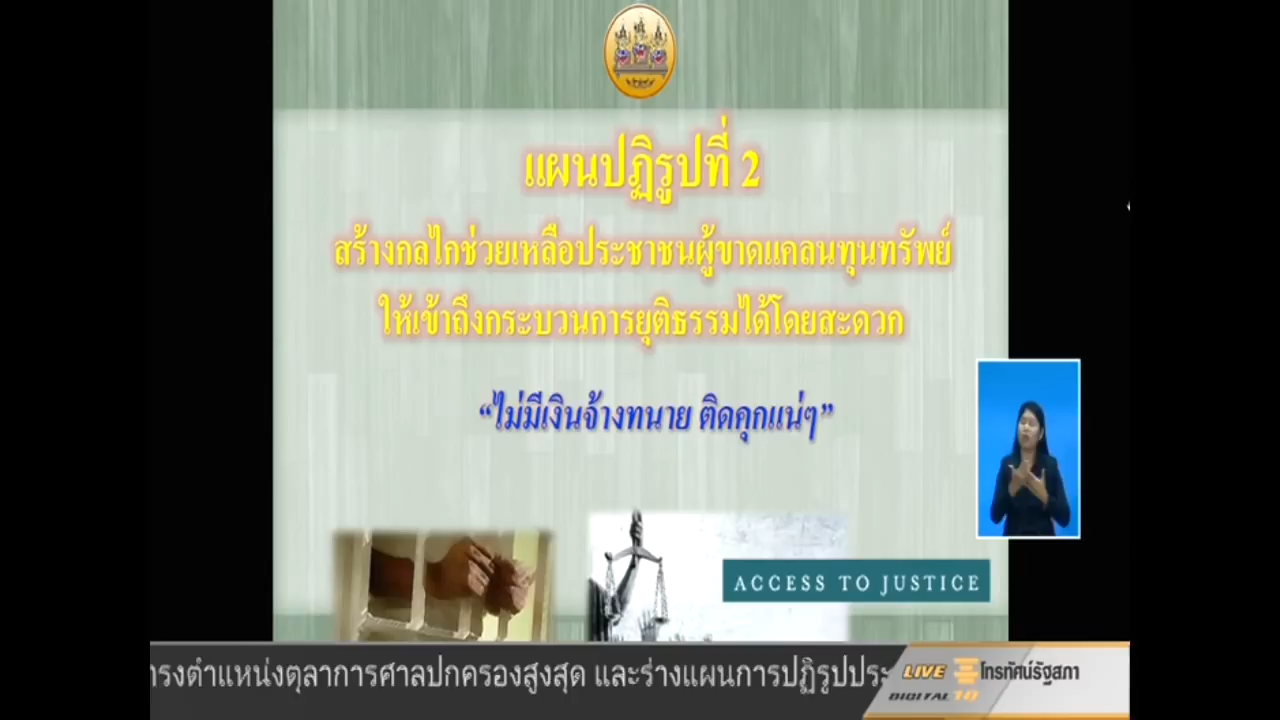 แผนปฏิรูปที่ 2
สร้างกลไกช่วยเหลือประชาชนผู้ขาดแคลนทุนทรัพย์
ให้เข้าถึงกระบวนการยุติธรรมได้โดยสะดวก
“ไม่มีเงินจ้างทนาย ติดคุกแน่ๆ”
ACCESS TO JUSTICE
ารงตำแหน่งตุลาการศาลปกครองสูงสุด และร่างแผนการปฏิรูปประ
LIVE
DIGITAL 10
โทรทัศน์รัฐสภา